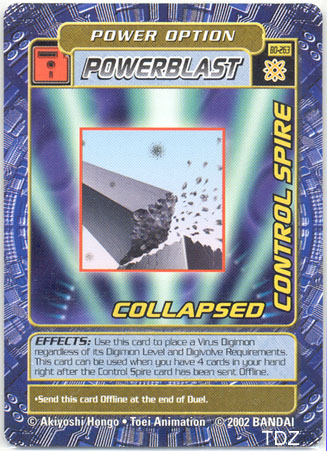 POWER OPTION
POWERBLAST
BO-263
CONTROL SPIRE
COLLAPSED
EFFECTS: Use this card to place a Virus Digimon
regardless of its Digimon Level and Digivolve Requirements.
This card can be used when you have 4 cards in your hand
right after the Control Spire card has been sent Offline.
•Send this card Offline at the end of Duel.
© Akiyoshi Hongo • Toei Animation © 2002 BANDAI
TDZ